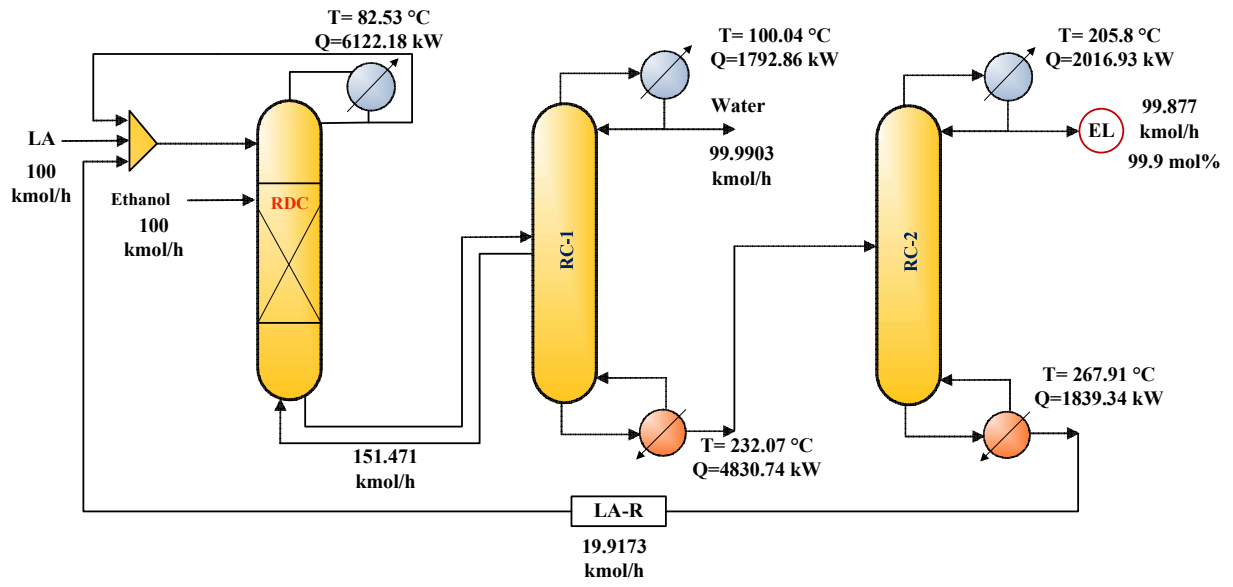 T= 82.53 °C
Q=6122.18 kW
LA
100
kmol/h
Ethanol
100
kmol/h
RDC
151.471
kmol/h
T= 100.04 °C
Q=1792.86 kW
Water
99.9903
kmol/h
RC-1
T= 232.07 °C
Q=4830.74 kW
T= 205.8 °C
Q=2016.93 kW
EL
99.877
kmol/h
99.9 mol%
RC-2
T= 267.91 °C
Q=1839.34 kW
LA-R
19.9173
kmol/h